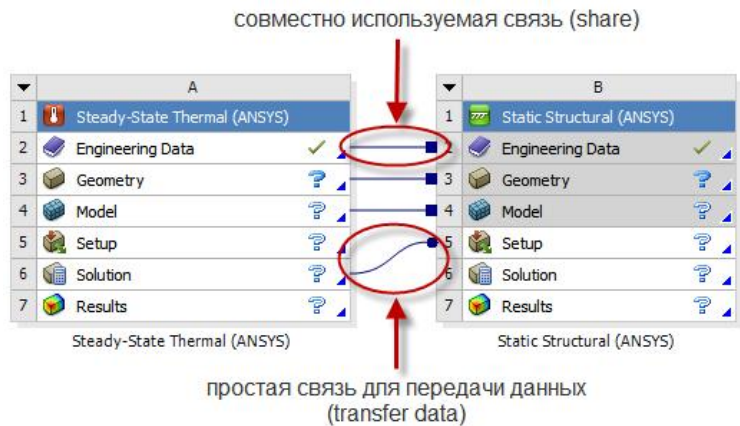 совместно используемая связь (share)
A
1 Steady-State Thermal (ANSYS)
2 Engineering Data
3 Geometry
4 Model
5 Setup
6 Solution
7 Results
Steady-State Thermal (ANSYS)
B
1 Static Structural (ANSYS)
2 Engineering Data
3 Geometry
4 Model
5 Setup
6 Solution
7 Results
Static Structural (ANSYS)
простая связь для передачи данных
(transfer data)